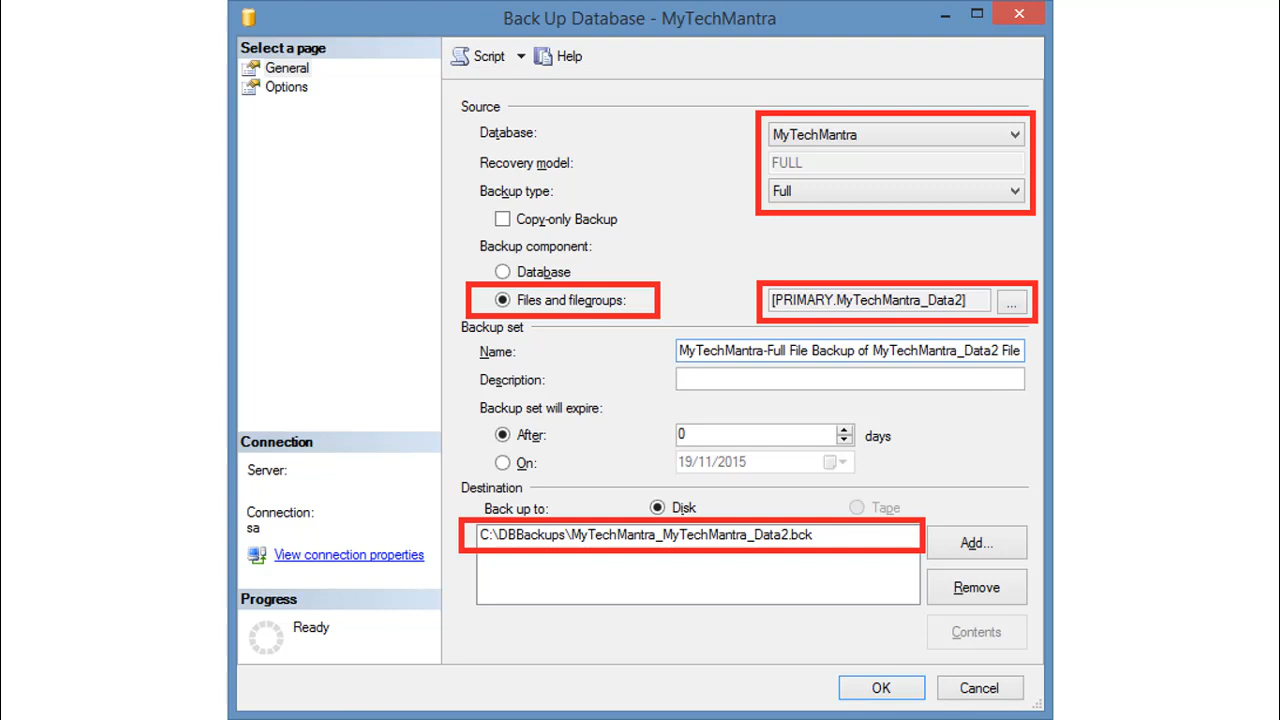 Back Up Database - MyTechMantra
Select a page
General
Options
Script
Help
Source
Database:
MyTechMantra
Recovery model:
FULL
Backup type:
Full
Copy-only Backup
Backup component:
Database
Files and filegroups:
[PRIMARY.MyTechMantra_Data2]
...
Backup set
Name:
MyTechMantra-Full File Backup of MyTechMantra_Data2 File
Description:
Backup set will expire:
After:
0
days
On:
19/11/2015
Destination
Back up to:
Disk
Tape
C:\DBBackups\MyTechMantra_MyTechMantra_Data2.bck
Add...
Remove
Contents
Connection
Server:
Connection:
sa
View connection properties
Progress
Ready
OK
Cancel